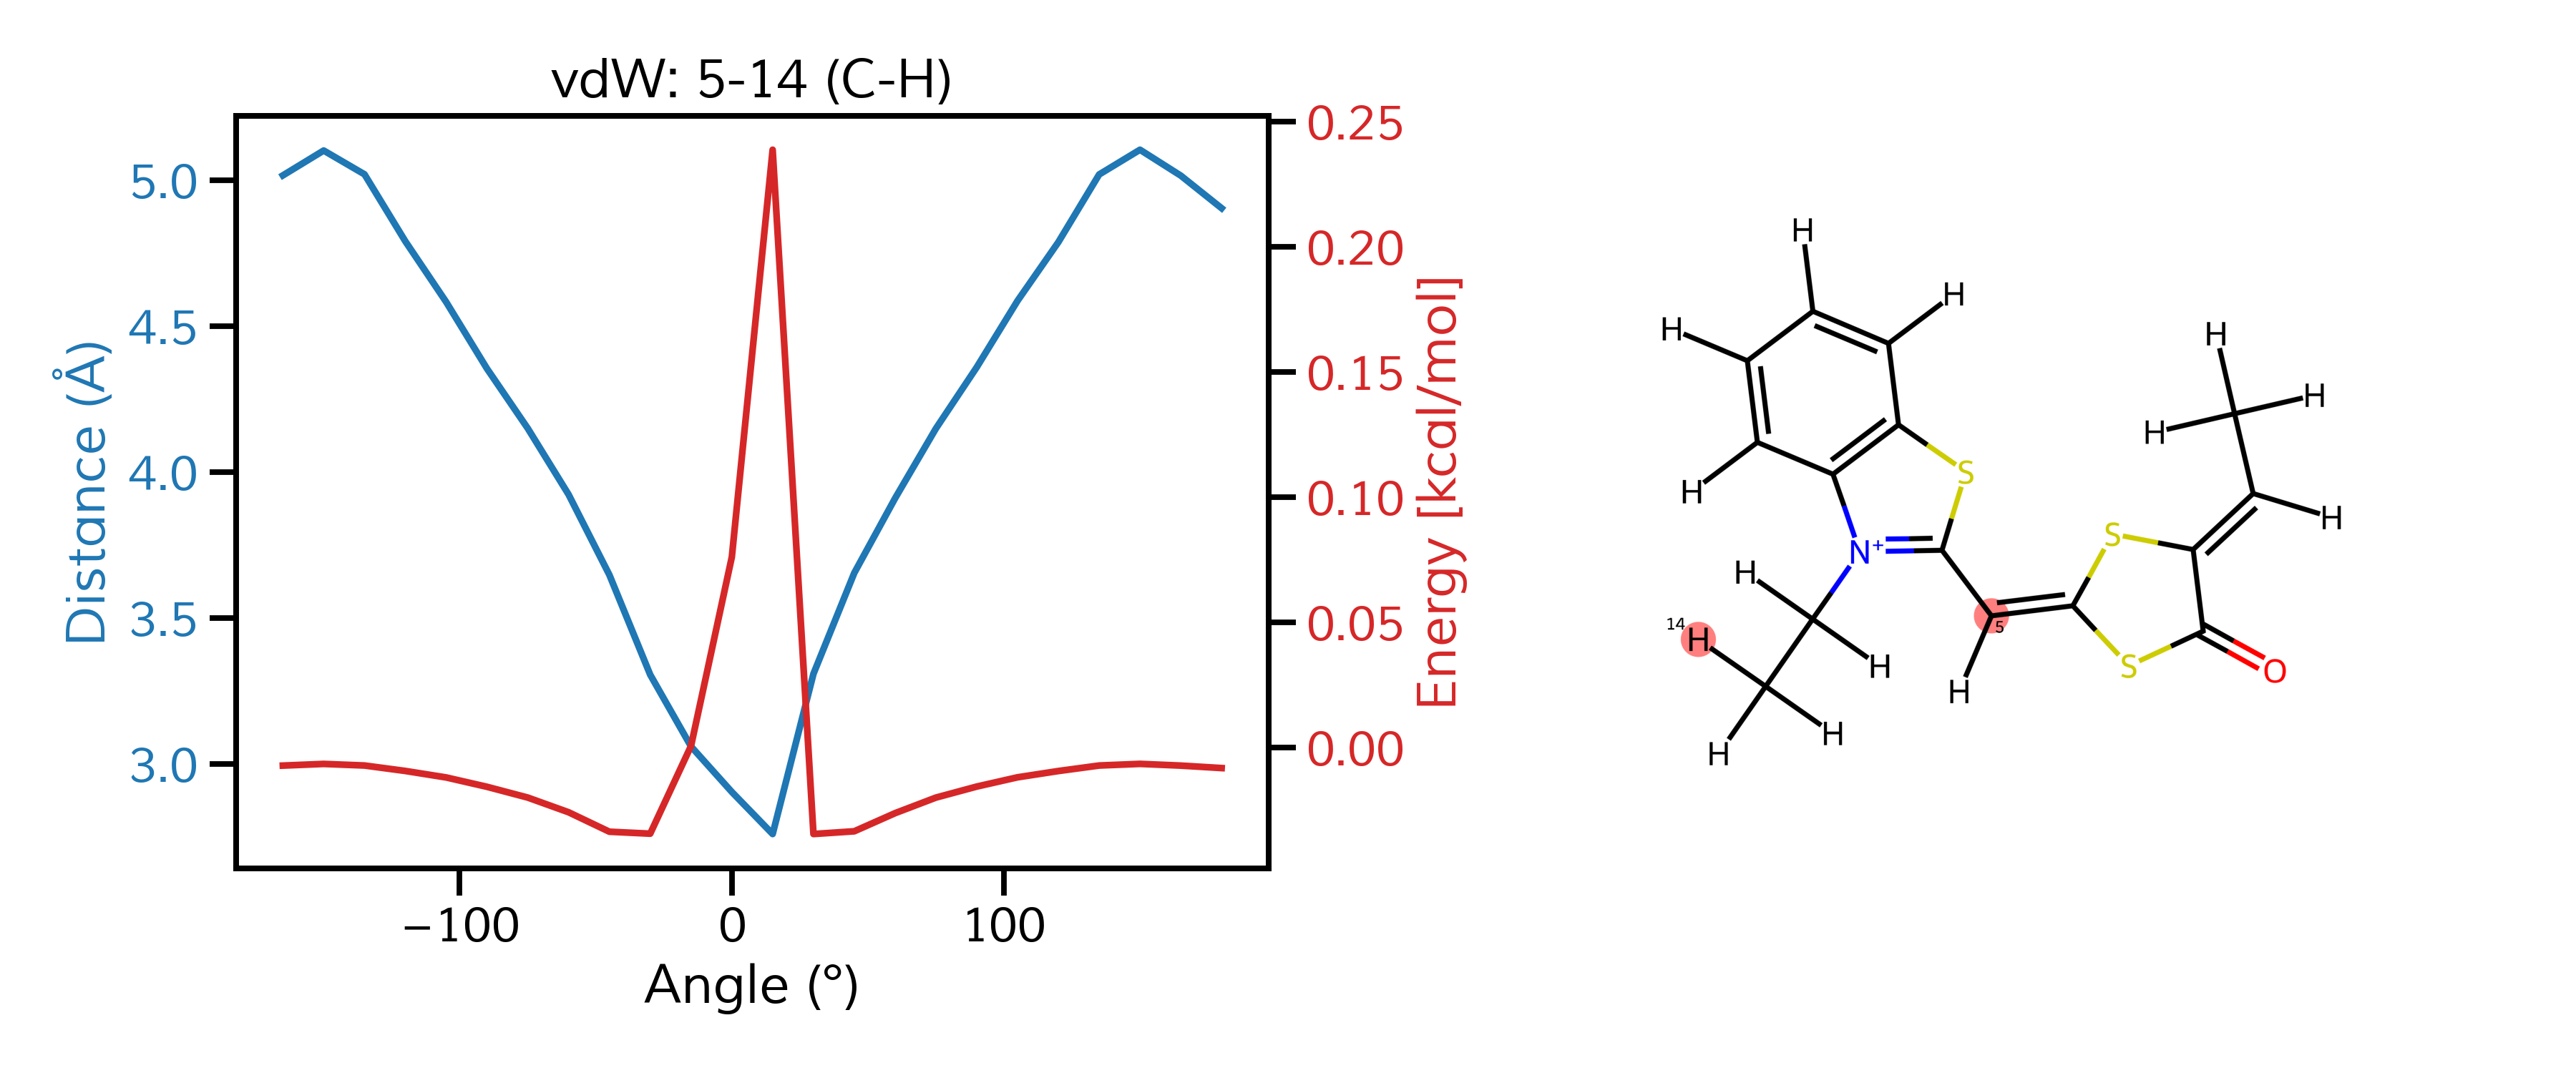 vdW: 5-14 (C-H)
Distance (Å)
5.0
4.5
4.0
3.5
3.0
0.25
0.20
0.15
0.10
0.05
0.00
Energy [kcal/mol]
−100
0
100
Angle (°)
H
H
H
H
H
H
H
S
S
H
N+
H
14
H
5
H
H
S
O
H
H
H